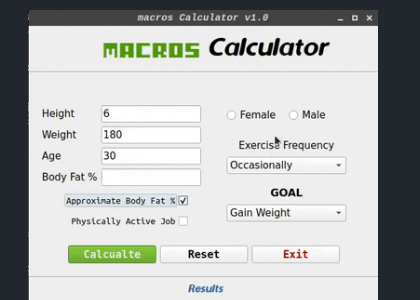 macros Calculator v1.0
MACROS Calculator
Height 6
Weight 180
Age 30
Body Fat %
Approximate Body Fat %
Physically Active Job
Female Male
Exercise Frequency
Occasionally
GOAL
Gain Weight
Calcualte Reset Exit
Results